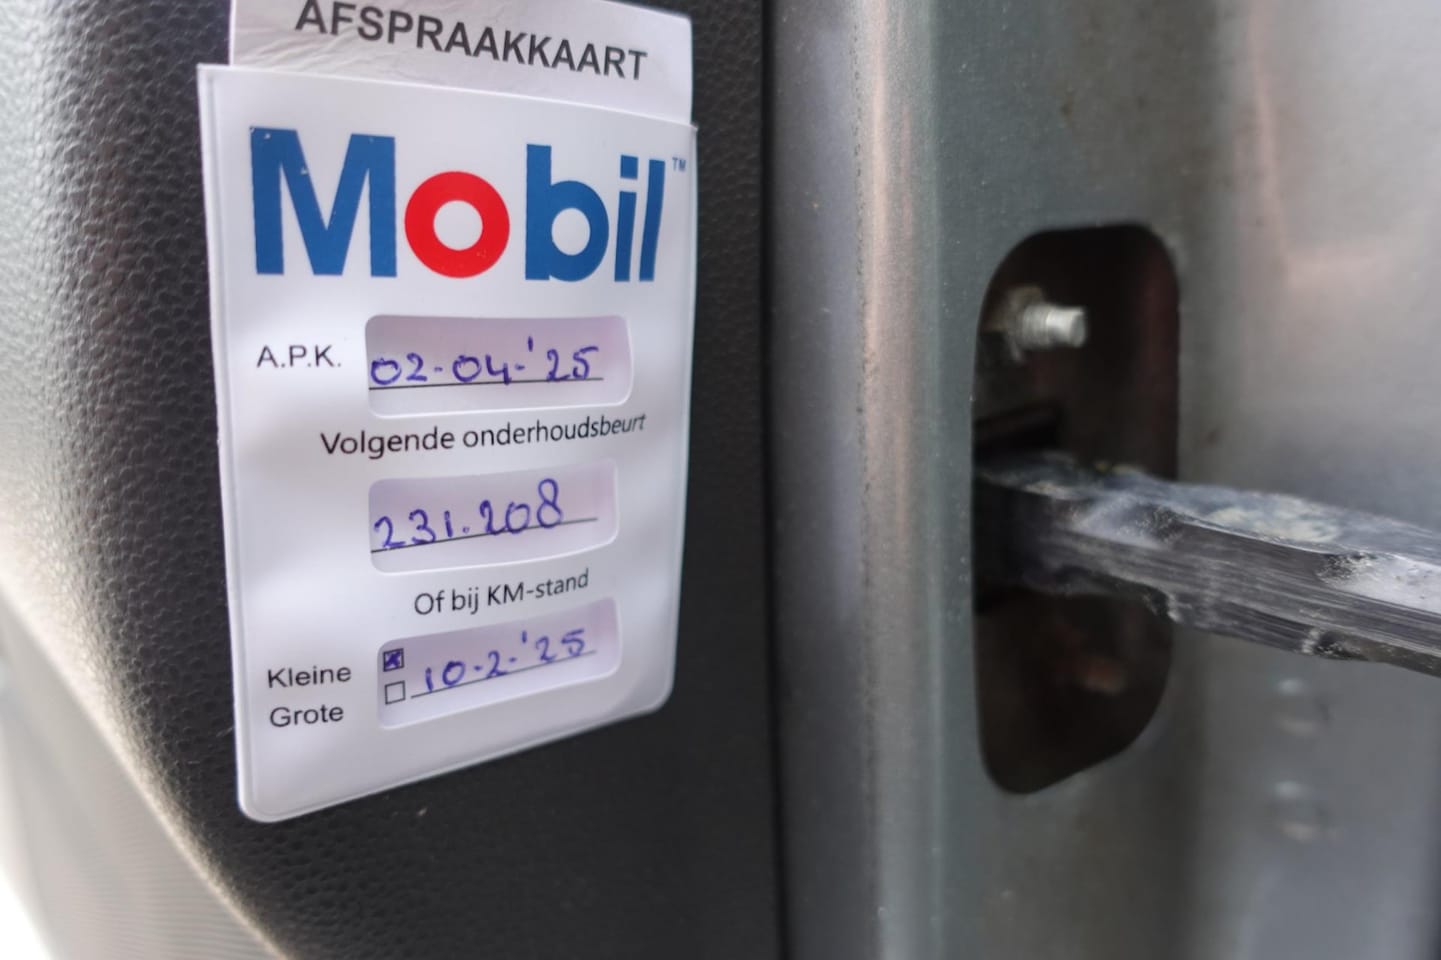 AFSPRAAKKAART
Mobil™
A.P.K. 02-04-'25
Volgende onderhoudsbeurt
231.208
Of bij KM-stand
Kleine ☒ 10-2-'25
Grote ☐